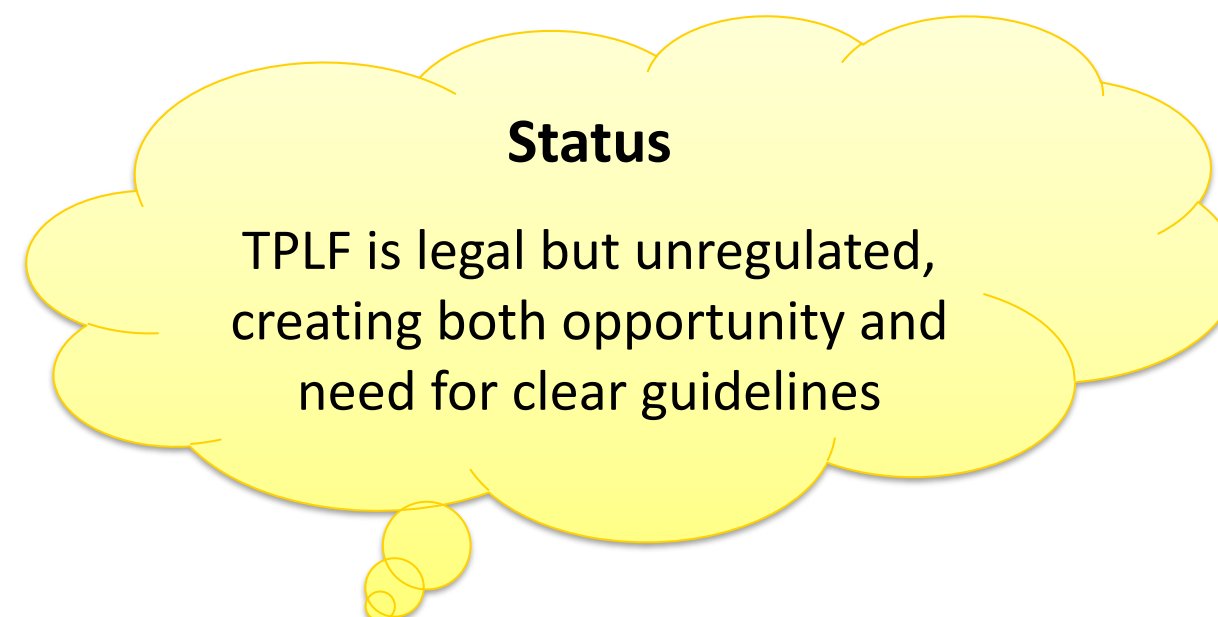 Status
TPLF is legal but unregulated,
creating both opportunity and
need for clear guidelines